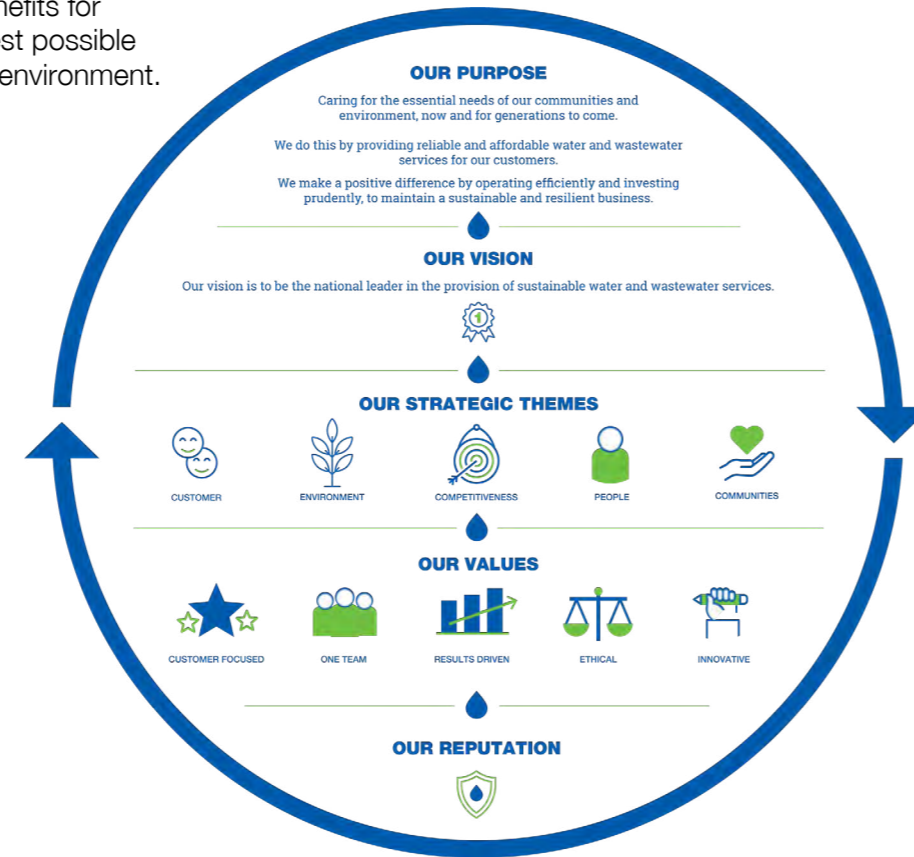 nefits for
est possible
environment.
OUR PURPOSE
Caring for the essential needs of our communities and
environment, now and for generations to come.
We do this by providing reliable and affordable water and wastewater
services for our customers.
We make a positive difference by operating efficiently and investing
prudently, to maintain a sustainable and resilient business.
OUR VISION
Our vision is to be the national leader in the provision of sustainable water and wastewater services.
1
OUR STRATEGIC THEMES
CUSTOMER
ENVIRONMENT
COMPETITIVENESS
PEOPLE
COMMUNITIES
OUR VALUES
CUSTOMER FOCUSED
ONE TEAM
RESULTS DRIVEN
ETHICAL
INNOVATIVE
OUR REPUTATION